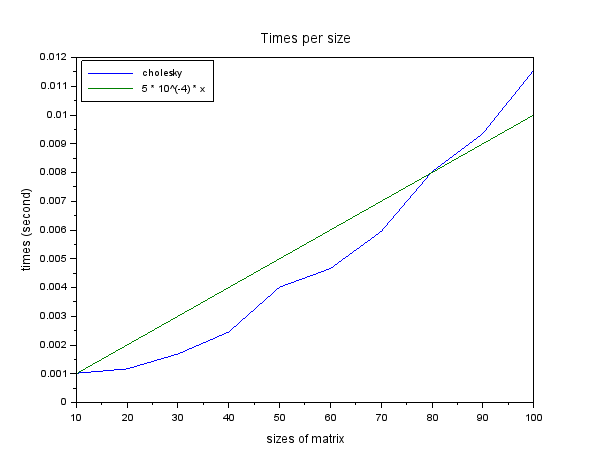 Times per size
cholesky
5 * 10^(-4) * x
0.012
0.011
0.01
0.009
0.008
0.007
0.006
0.005
0.004
0.003
0.002
0.001
0
times (second)
10 20 30 40 50 60 70 80 90 100
sizes of matrix